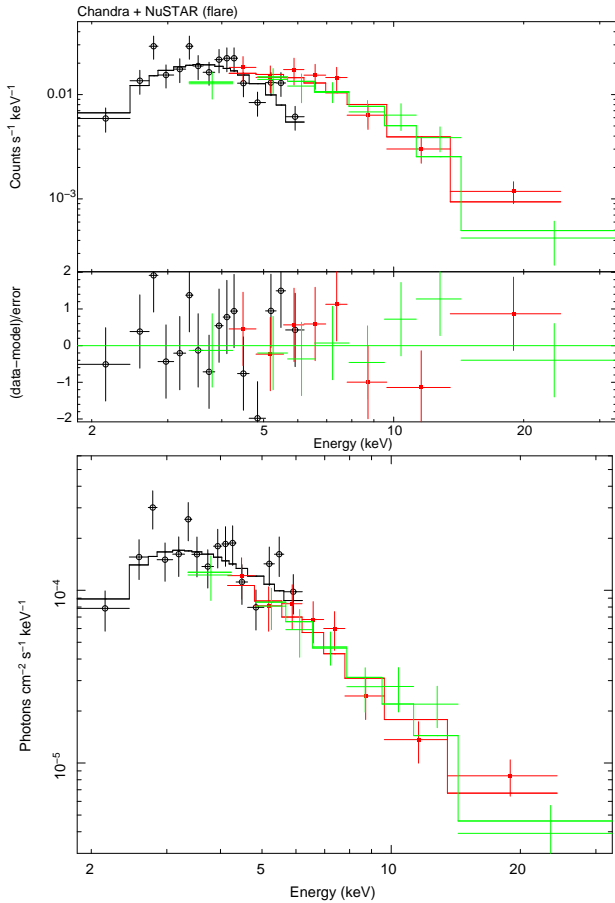 Chandra + NuSTAR (flare)
Counts s⁻¹ keV⁻¹
0.01
10⁻³
(data−model)/error
2
1
0
−1
−2
2 5 10 20
Energy (keV)
Photons cm⁻² s⁻¹ keV⁻¹
10⁻⁴
10⁻⁵
2 5 10 20
Energy (keV)